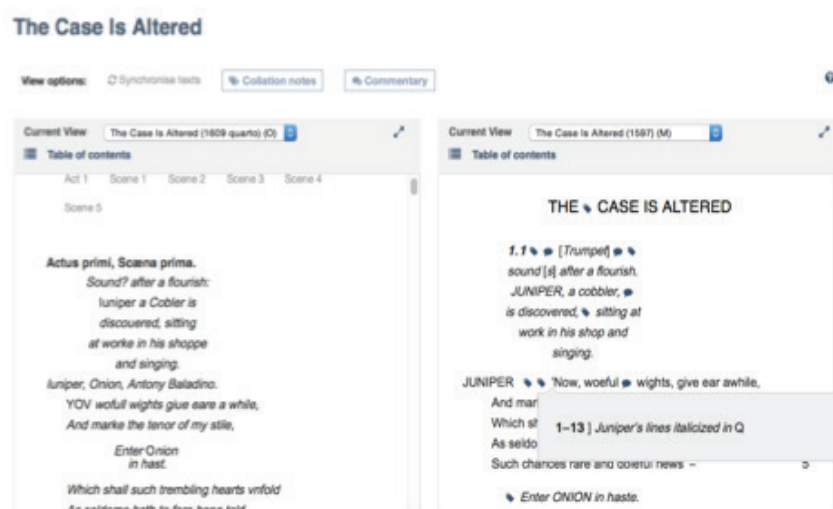 The Case Is Altered
View options: Synchronise texts Collation notes Commentary
Current View The Case Is Altered (1609 quarto) (O)
Table of contents
Act 1 Scene 1 Scene 2 Scene 3 Scene 4
Scene 5
Actus primi, Scæna prima.
Sound? after a flourish:
Iuniper a Cobler is
discouered, sitting
at worke in his shoppe
and singing.
Iuniper, Onion, Antony Baladino.
YOV wofull wights giue eare a while,
And marke the tenor of my stile,
Enter Onion
in hast.
Which shall such trembling hearts vnfold
As seldome hath to fore bene told
Current View The Case Is Altered (1597) (M)
Table of contents
THE CASE IS ALTERED
1.1 [Trumpet]
sound[s] after a flourish.
JUNIPER, a cobbler,
is discovered, sitting at
work in his shop and
singing.
JUNIPER 'Now, woeful wights, give ear awhile,
And mar
Which sh
1–13 ] Juniper's lines italicized in Q
As seldo
Such chances rare and doleful news – 5
Enter ONION in haste.